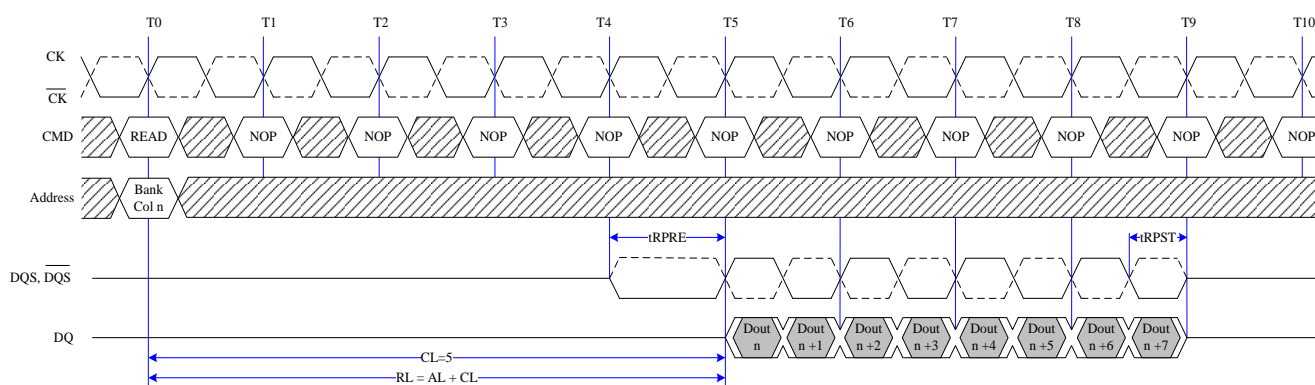 T0 T1 T2 T3 T4 T5 T6 T7 T8 T9 T10
CK
CK
CMD READ NOP NOP NOP NOP NOP NOP NOP NOP NOP NOP
Address Bank
Col n
tRPRE tRPST
DQS, DQS
DQ Dout Dout Dout Dout Dout Dout Dout Dout
n n +1 n +2 n +3 n +4 n +5 n +6 n +7
CL=5
RL = AL + CL